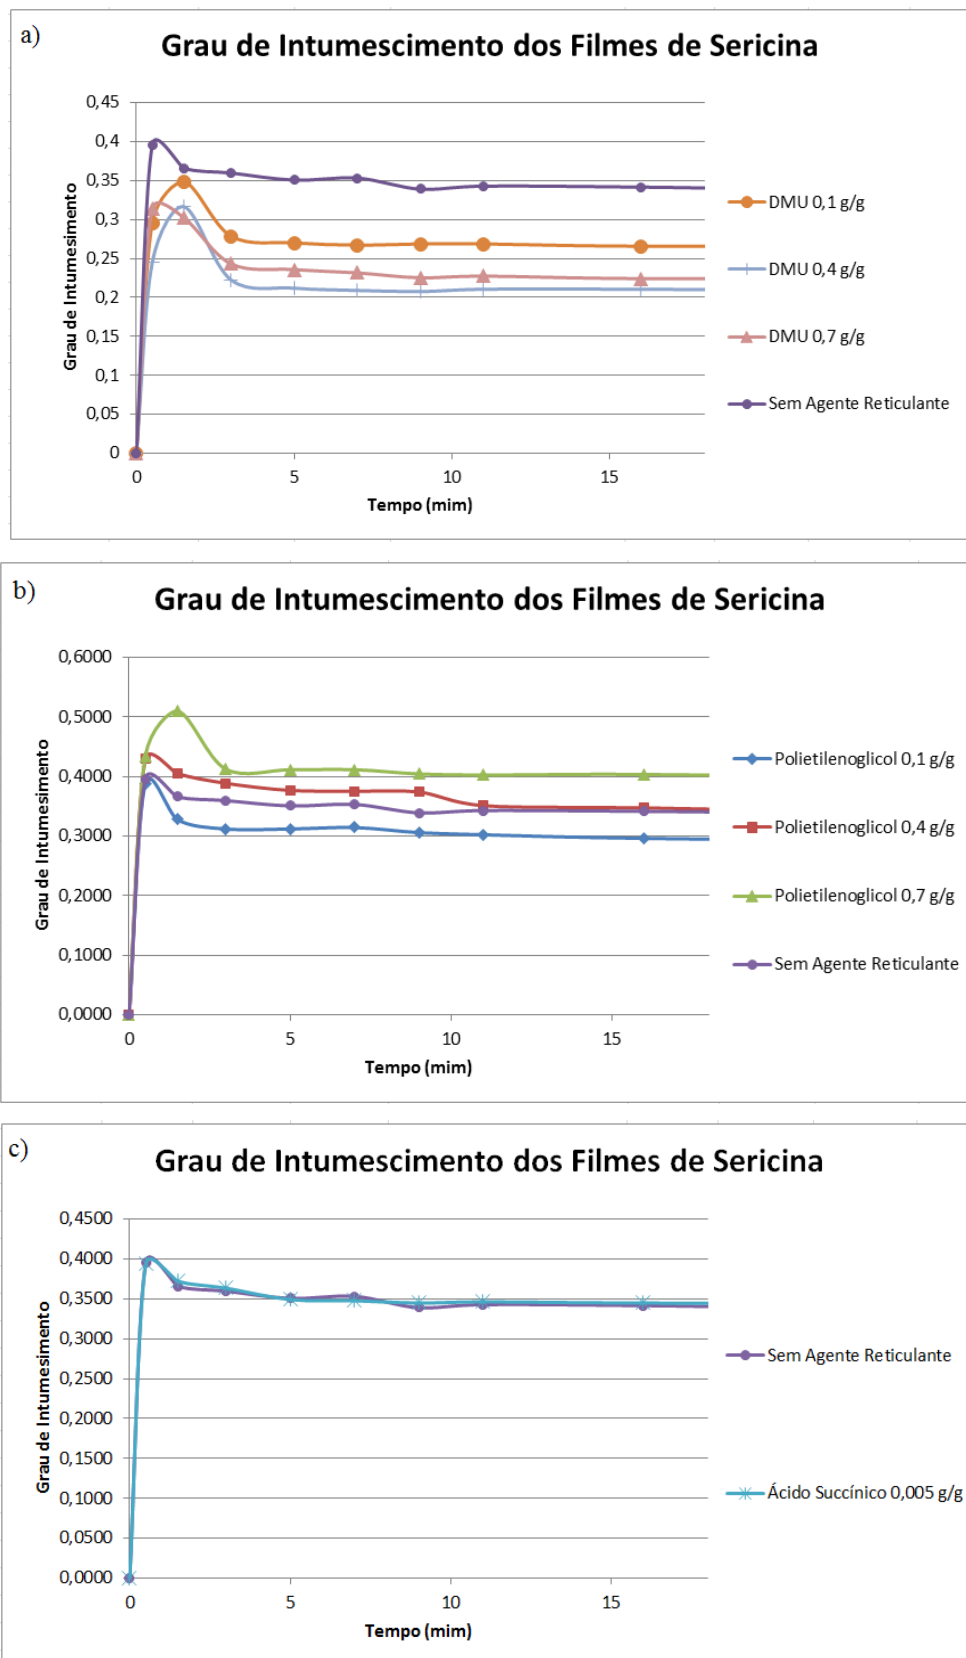 a)
Grau de Intumescimento dos Filmes de Sericina
0,45
0,4
0,35
0,3
0,25
0,2
0,15
0,1
0,05
0
Grau de Intumesimento
0 5 10 15
Tempo (mim)
DMU 0,1 g/g
DMU 0,4 g/g
DMU 0,7 g/g
Sem Agente Reticulante
b)
Grau de Intumescimento dos Filmes de Sericina
0,6000
0,5000
0,4000
0,3000
0,2000
0,1000
0,0000
Grau de Intumesimento
0 5 10 15
Tempo (mim)
Polietilenoglicol 0,1 g/g
Polietilenoglicol 0,4 g/g
Polietilenoglicol 0,7 g/g
Sem Agente Reticulante
c)
Grau de Intumescimento dos Filmes de Sericina
0,4500
0,4000
0,3500
0,3000
0,2500
0,2000
0,1500
0,1000
0,0500
0,0000
Grau de Intumesimento
0 5 10 15
Tempo (mim)
Sem Agente Reticulante
Ácido Succínico 0,005 g/g